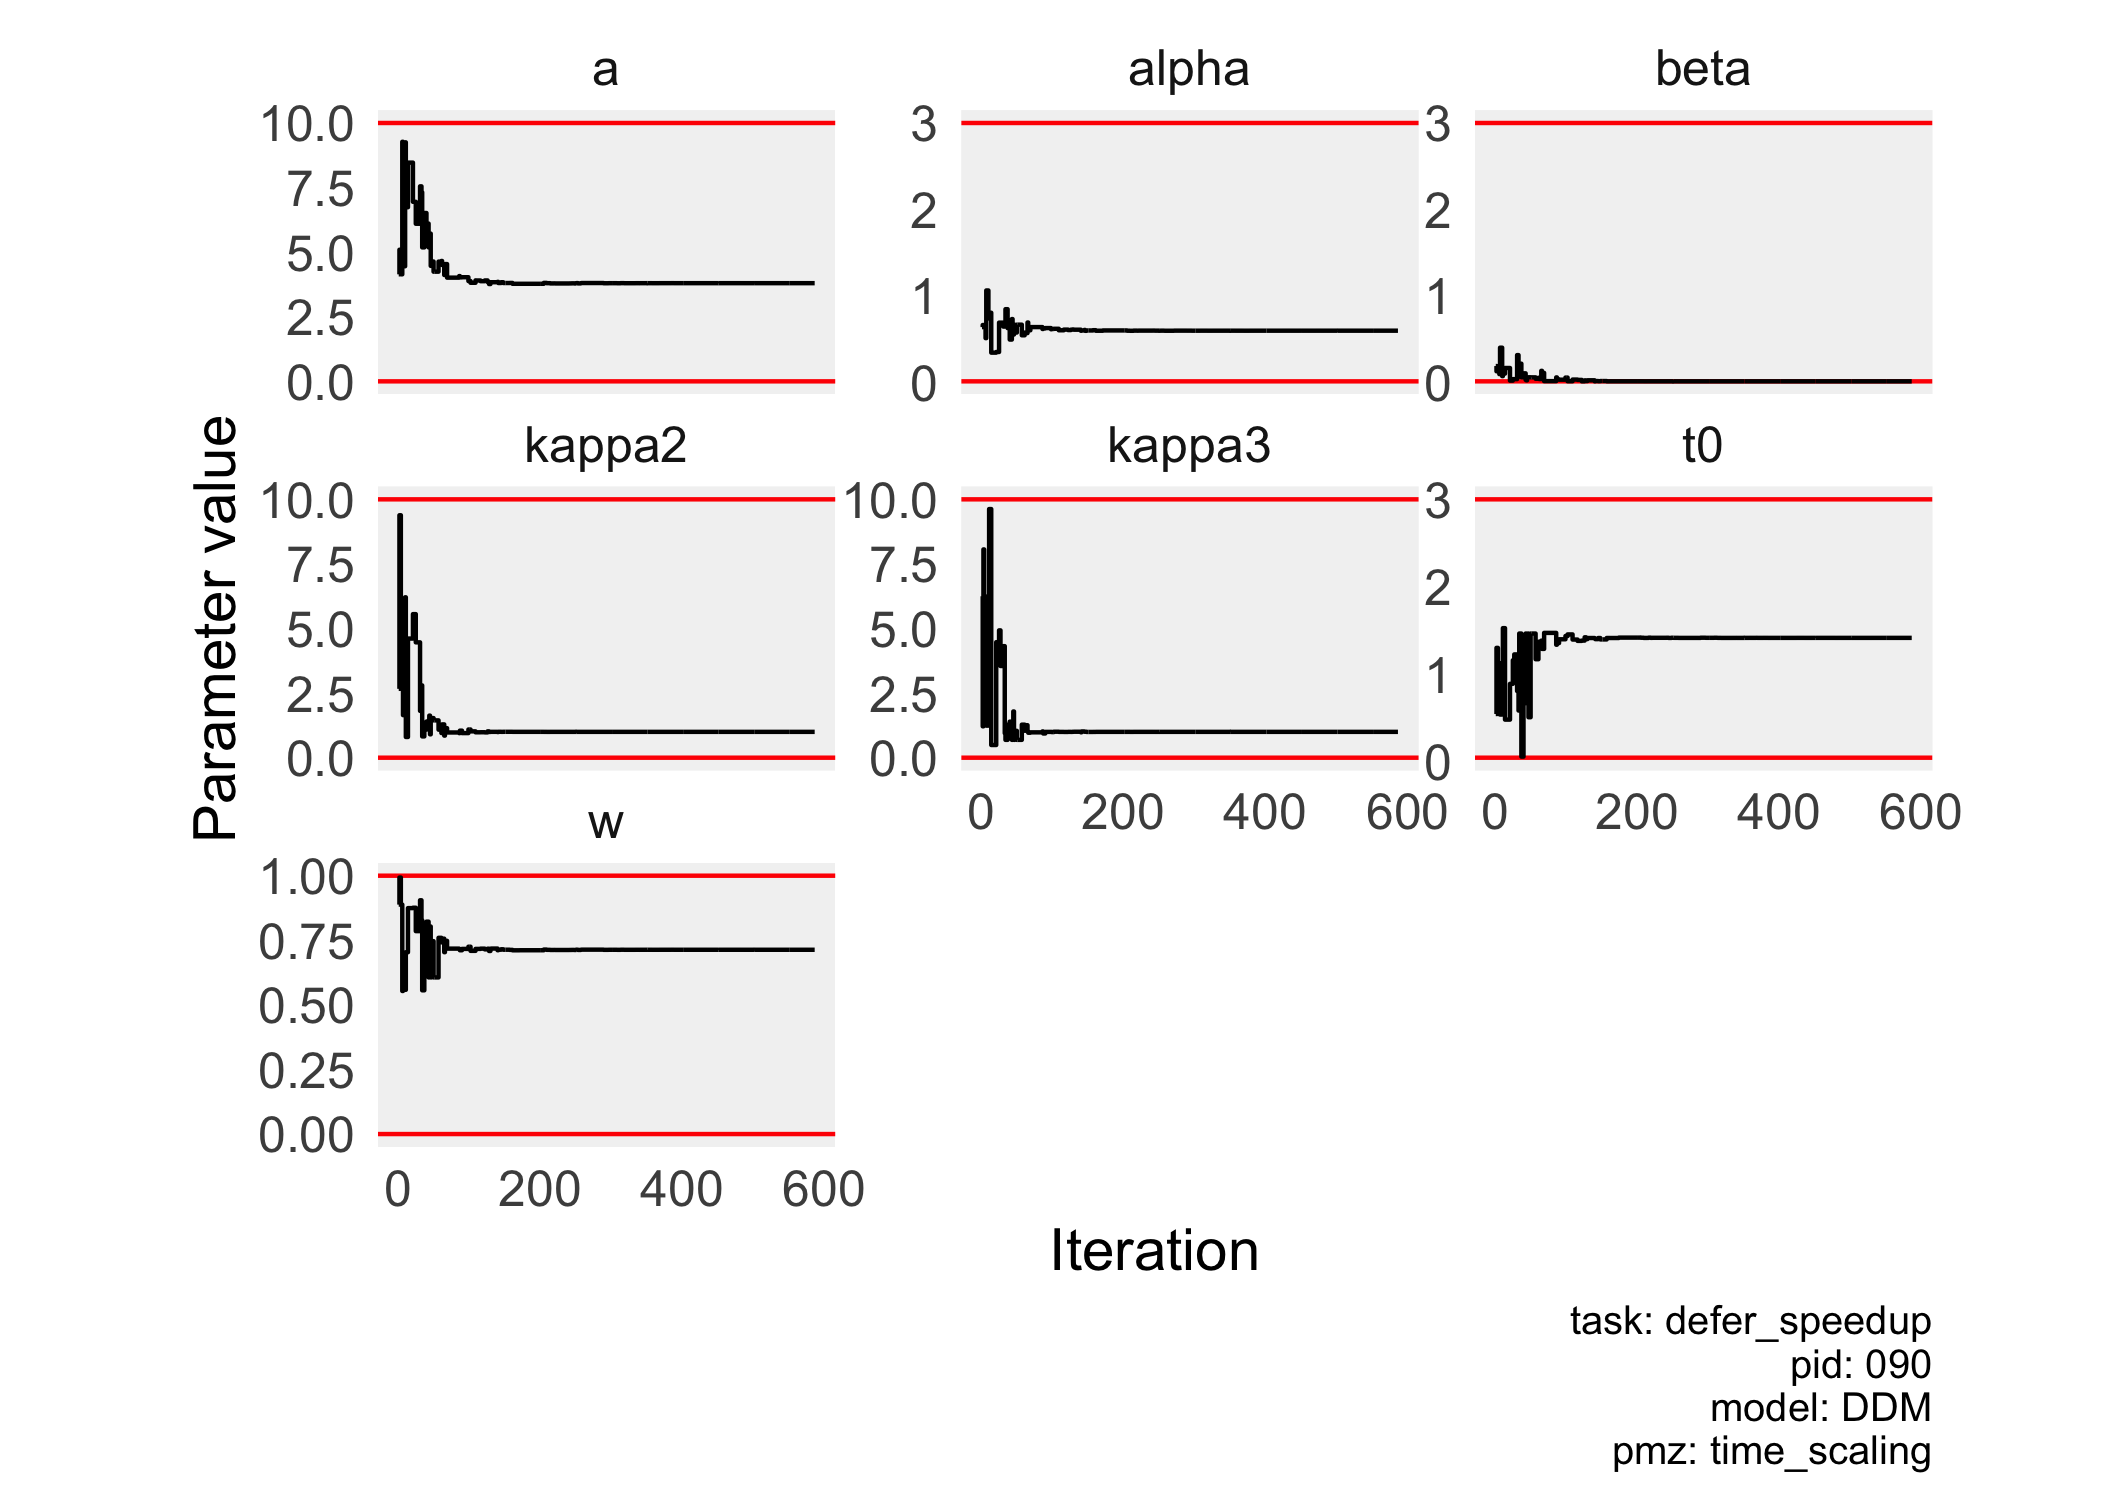 a
alpha
beta
10.0
7.5
5.0
2.5
0.0
3
2
1
0
3
2
1
0
kappa2
kappa3
t0
10.0
7.5
5.0
2.5
0.0
10.0
7.5
5.0
2.5
0.0
3
2
1
0
0 200 400 600
0 200 400 600
w
1.00
0.75
0.50
0.25
0.00
0 200 400 600
Parameter value
Iteration
task: defer_speedup
pid: 090
model: DDM
pmz: time_scaling